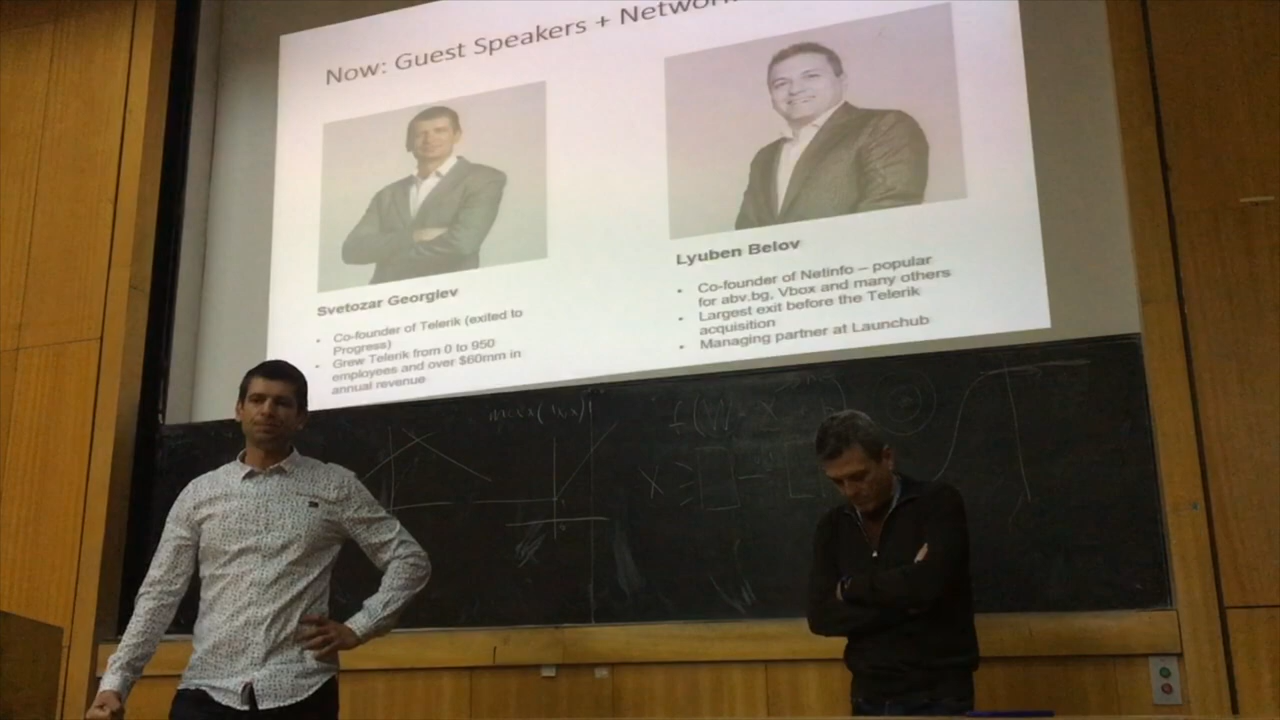 Now: Guest Speakers +
Svetozar Georgiev
• Co-founder of Telerik (exited to
Progress)
• Grew Telerik from 0 to 950
employees and over $60mm in
annual revenue
Lyuben Belov
• Co-founder of Netinfo – popular
for abv.bg, Vbox and many others
• Largest exit before the Telerik
acquisition
• Managing partner at Launchub
X